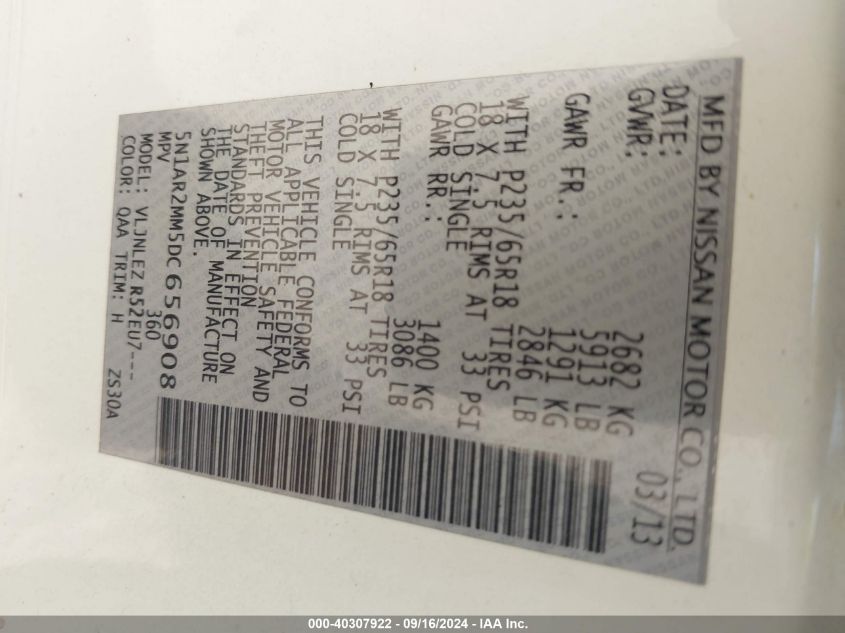 MFD BY NISSAN MOTOR CO., LTD.
DATE: 03/13
GVWR: 2682 KG
5913 LB
GAWR FR.: 1291 KG
2846 LB
WITH P235/65R18 TIRES
18 X 7.5 RIMS AT 33 PSI
COLD SINGLE
GAWR RR.: 1400 KG
3086 LB
WITH P235/65R18 TIRES
18 X 7.5 RIMS AT 33 PSI
COLD SINGLE
THIS VEHICLE CONFORMS TO
ALL APPLICABLE FEDERAL
MOTOR VEHICLE SAFETY AND
THEFT PREVENTION
STANDARDS IN EFFECT ON
THE DATE OF MANUFACTURE
SHOWN ABOVE.
5N1AR2MM5DC656908
MPV 360
MODEL: VLJNLEZ R52EU7---
COLOR: QAA TRIM: H ZS30A
000-40307922 - 09/16/2024 - IAA Inc.